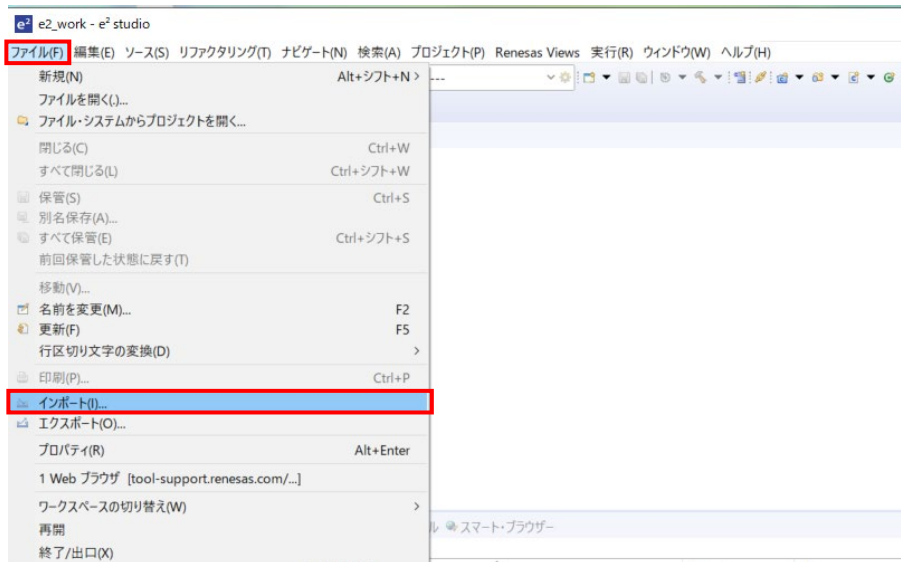 e² e2_work - e² studio
ファイル(F) 編集(E) ソース(S) リファクタリング(T) ナビゲート(N) 検索(A) プロジェクト(P) Renesas Views 実行(R) ウィンドウ(W) ヘルプ(H)
新規(N) Alt+シフト+N >
---
ファイルを開く(.)...
ファイル・システムからプロジェクトを開く...
閉じる(C) Ctrl+W
すべて閉じる(L) Ctrl+シフト+W
保管(S) Ctrl+S
別名保存(A)...
すべて保管(E) Ctrl+シフト+S
前回保管した状態に戻す(T)
移動(V)...
名前を変更(M)... F2
更新(F) F5
行区切り文字の変換(D) >
印刷(P)... Ctrl+P
インポート(I)...
エクスポート(O)...
プロパティ(R) Alt+Enter
1 Web ブラウザ [tool-support.renesas.com/...]
ワークスペースの切り替え(W) >
再開
ル スマート・ブラウザー
終了/出口(X)